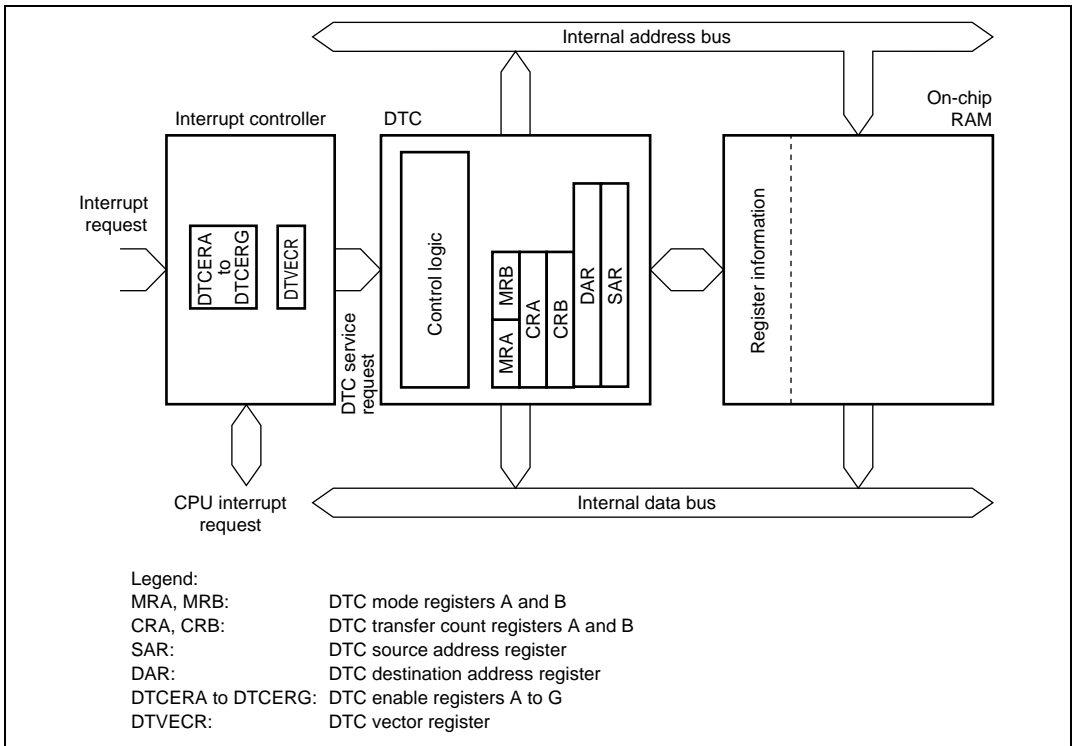 Internal address bus
On-chip
RAM
Interrupt controller
DTC
Interrupt
request
DTCERA
to
DTCERG
DTVECR
DTC service
request
Control logic
MRA
MRB
CRA
CRB
DAR
SAR
Register information
CPU interrupt
request
Internal data bus
Legend:
MRA, MRB: DTC mode registers A and B
CRA, CRB: DTC transfer count registers A and B
SAR: DTC source address register
DAR: DTC destination address register
DTCERA to DTCERG: DTC enable registers A to G
DTVECR: DTC vector register